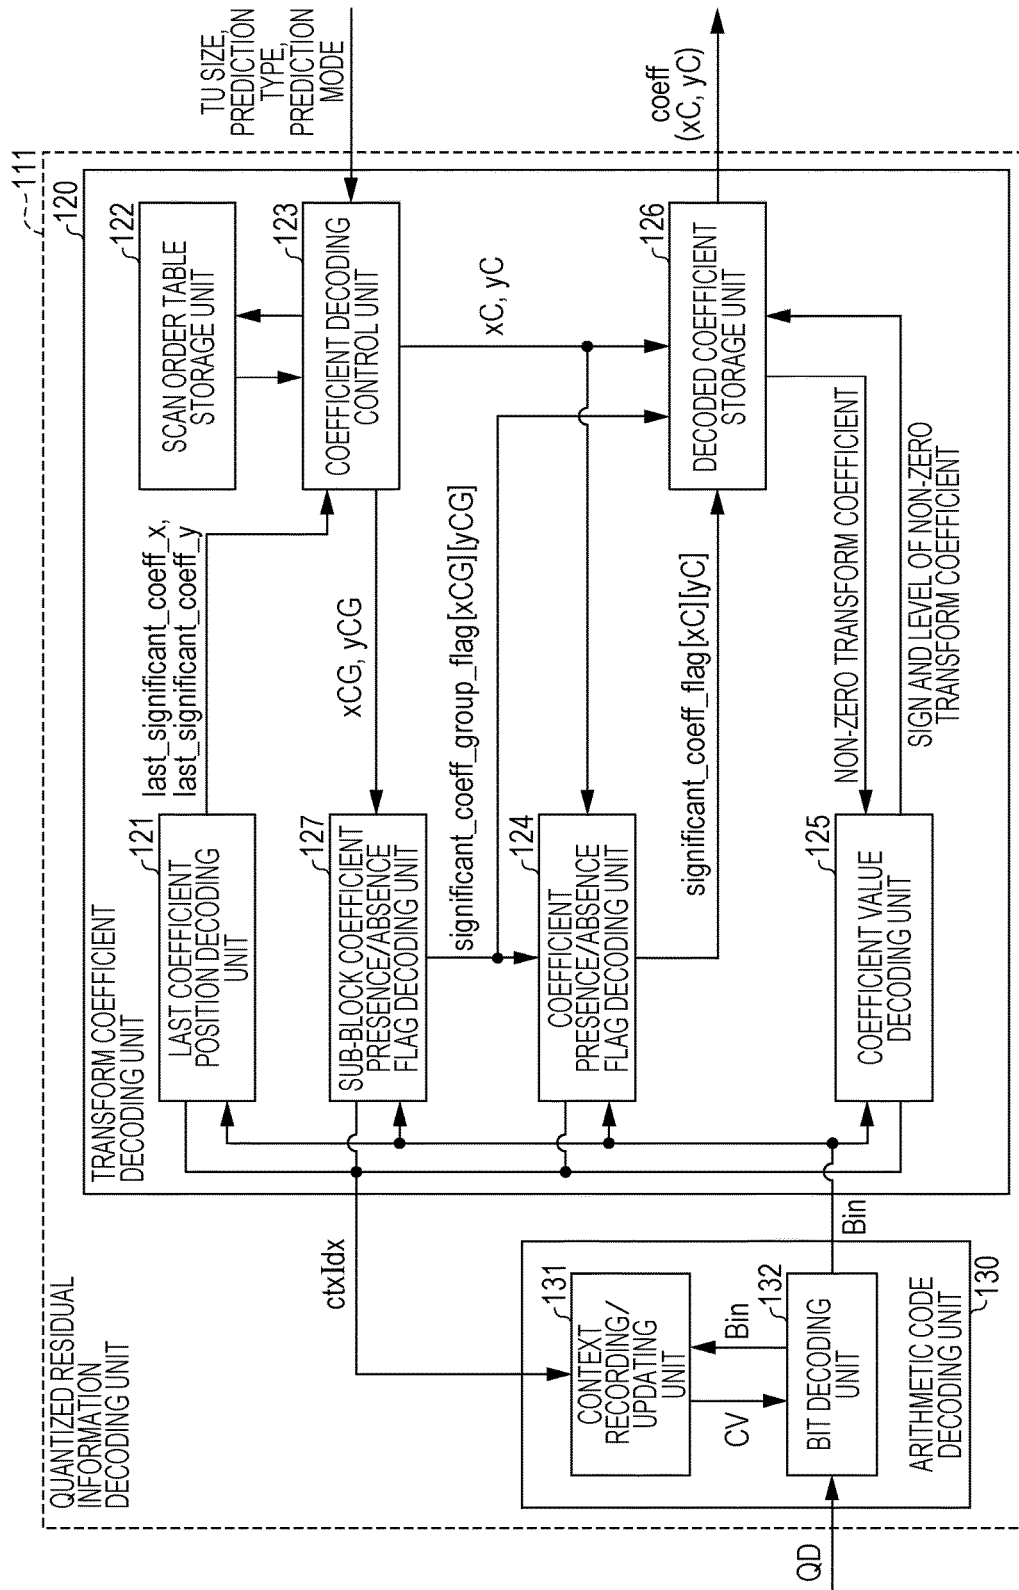 QUANTIZED RESIDUAL
INFORMATION
DECODING UNIT
111
TRANSFORM COEFFICIENT
DECODING UNIT
120
121
LAST COEFFICIENT
POSITION DECODING
UNIT
last_significant_coeff_x,
last_significant_coeff_y
122
SCAN ORDER TABLE
STORAGE UNIT
123
COEFFICIENT DECODING
CONTROL UNIT
TU SIZE,
PREDICTION
TYPE,
PREDICTION
MODE
127
SUB-BLOCK COEFFICIENT
PRESENCE/ABSENCE
FLAG DECODING UNIT
xCG, yCG
xC, yC
significant_coeff_group_flag[xCG][yCG]
124
COEFFICIENT
PRESENCE/ABSENCE
FLAG DECODING UNIT
significant_coeff_flag[xC][yC]
126
DECODED COEFFICIENT
STORAGE UNIT
coeff
(xC, yC)
125
COEFFICIENT VALUE
DECODING UNIT
NON-ZERO TRANSFORM COEFFICIENT
SIGN AND LEVEL OF NON-ZERO
TRANSFORM COEFFICIENT
ctxIdx
Bin
131
CONTEXT
RECORDING/
UPDATING
UNIT
CV
Bin
132
BIT DECODING
UNIT
ARITHMETIC CODE
DECODING UNIT
130
QD